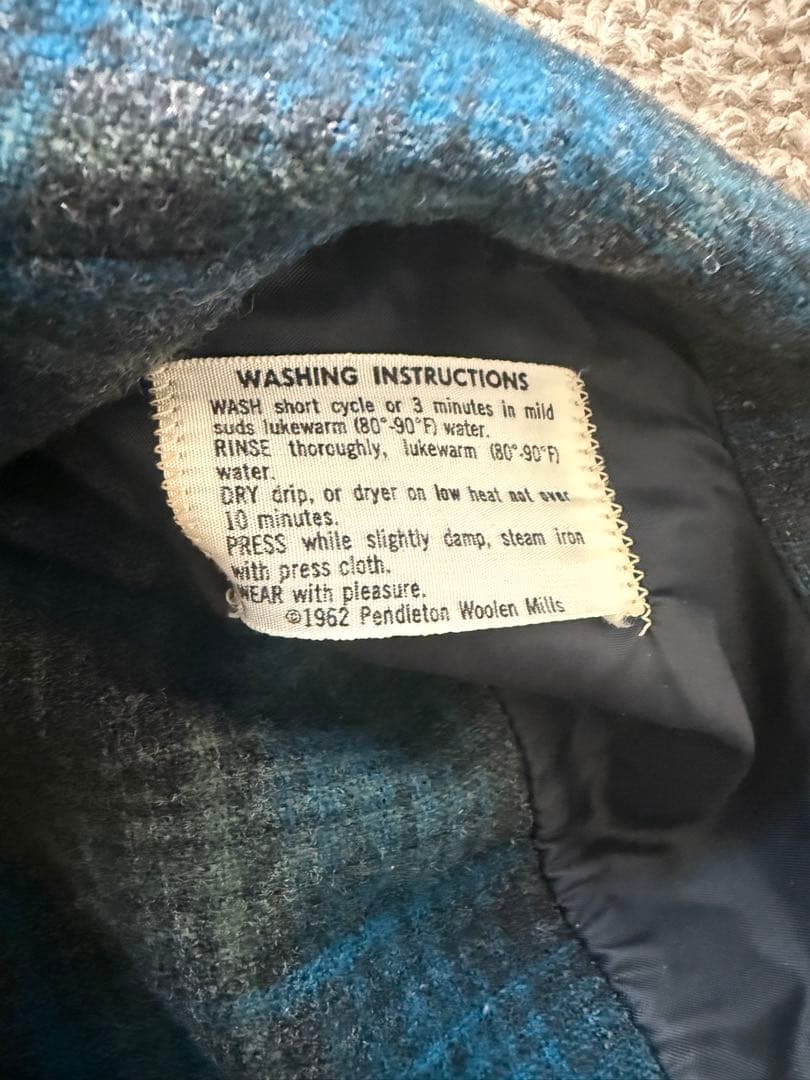 WASHING INSTRUCTIONS
WASH short cycle or 3 minutes in mild
suds lukewarm (80°-90°F) water.
RINSE thoroughly, lukewarm (80°-90°F)
water.
DRY drip, or dryer on low heat not over
10 minutes.
PRESS while slightly damp, steam iron
with press cloth.
WEAR with pleasure.
©1962 Pendleton Woolen Mills